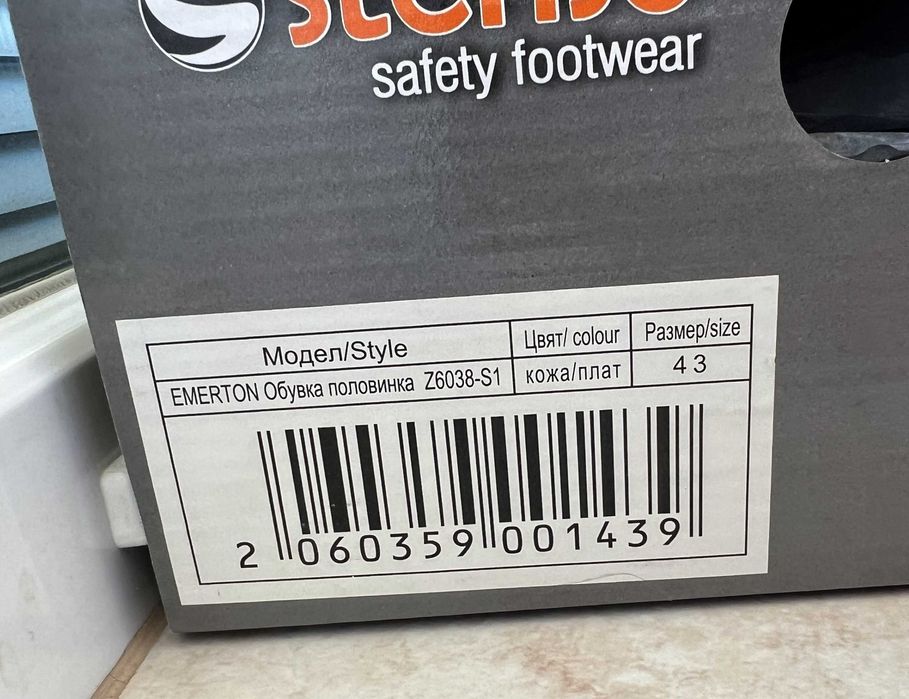 stenso
safety footwear
Модел/Style Цвят/ colour Размер/size
EMERTON Обувка половинка Z6038-S1 кожа/плат 43
2 060359 001439